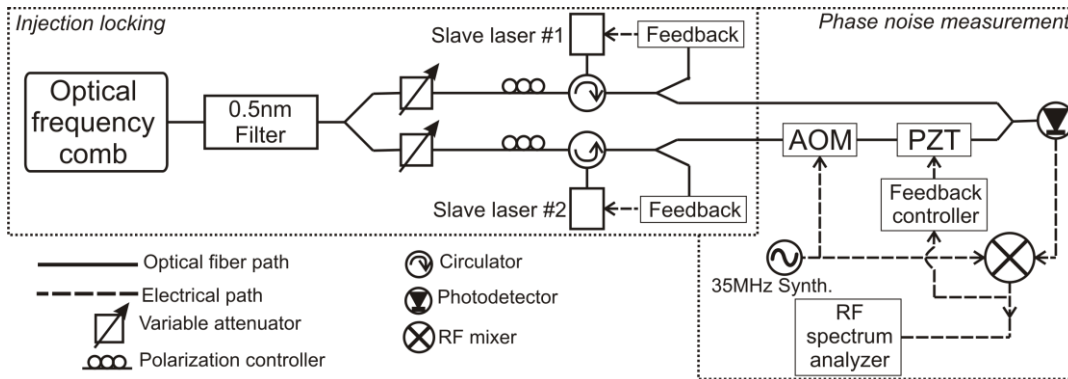 Injection locking
Phase noise measurement
Slave laser #1
Feedback
Optical
frequency
comb
0.5nm
Filter
AOM
PZT
Slave laser #2
Feedback
Feedback
controller
35MHz Synth.
RF
spectrum
analyzer
Optical fiber path
Electrical path
Variable attenuator
Polarization controller
Circulator
Photodetector
RF mixer